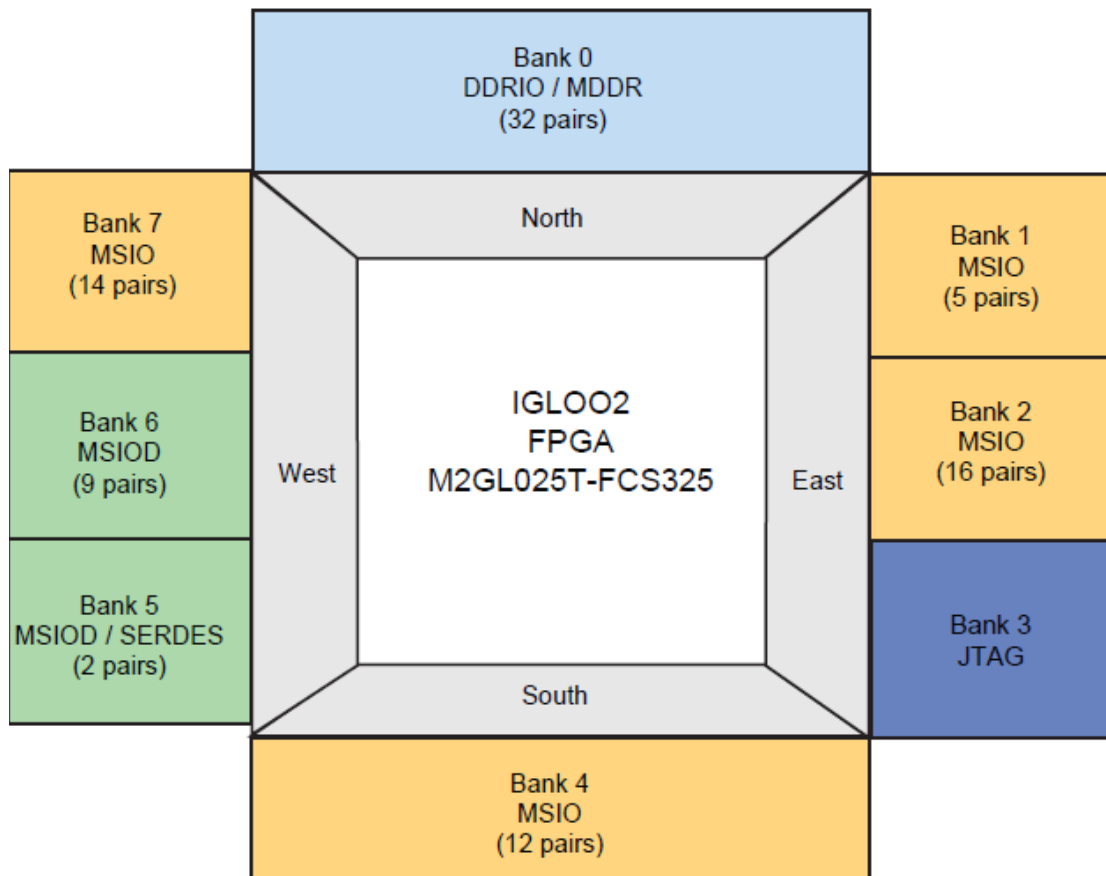 Bank 0
DDRIO / MDDR
(32 pairs)
Bank 7
MSIO
(14 pairs)
North
Bank 1
MSIO
(5 pairs)
Bank 6
MSIOD
(9 pairs)
West
IGLOO2
FPGA
M2GL025T-FCS325
East
Bank 2
MSIO
(16 pairs)
Bank 5
MSIOD / SERDES
(2 pairs)
South
Bank 3
JTAG
Bank 4
MSIO
(12 pairs)